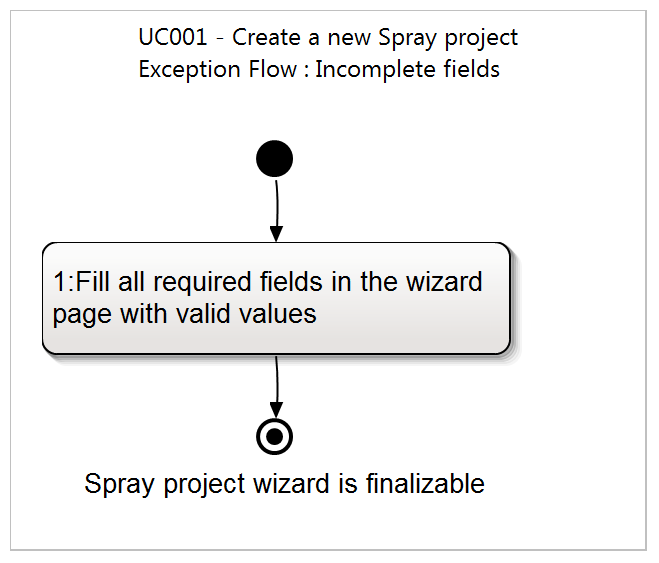 UC001 - Create a new Spray project
Exception Flow : Incomplete fields
1:Fill all required fields in the wizard
page with valid values
Spray project wizard is finalizable